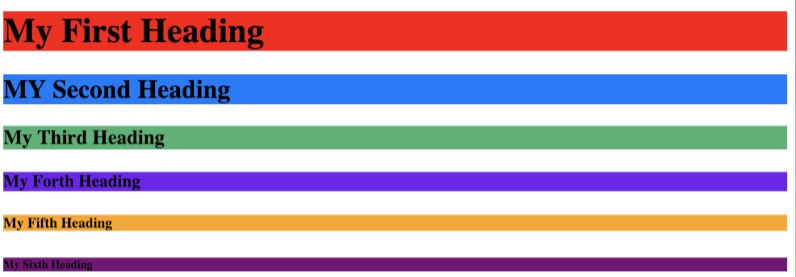 My First Heading
MY Second Heading
My Third Heading
My Forth Heading
My Fifth Heading
My Sixth Heading